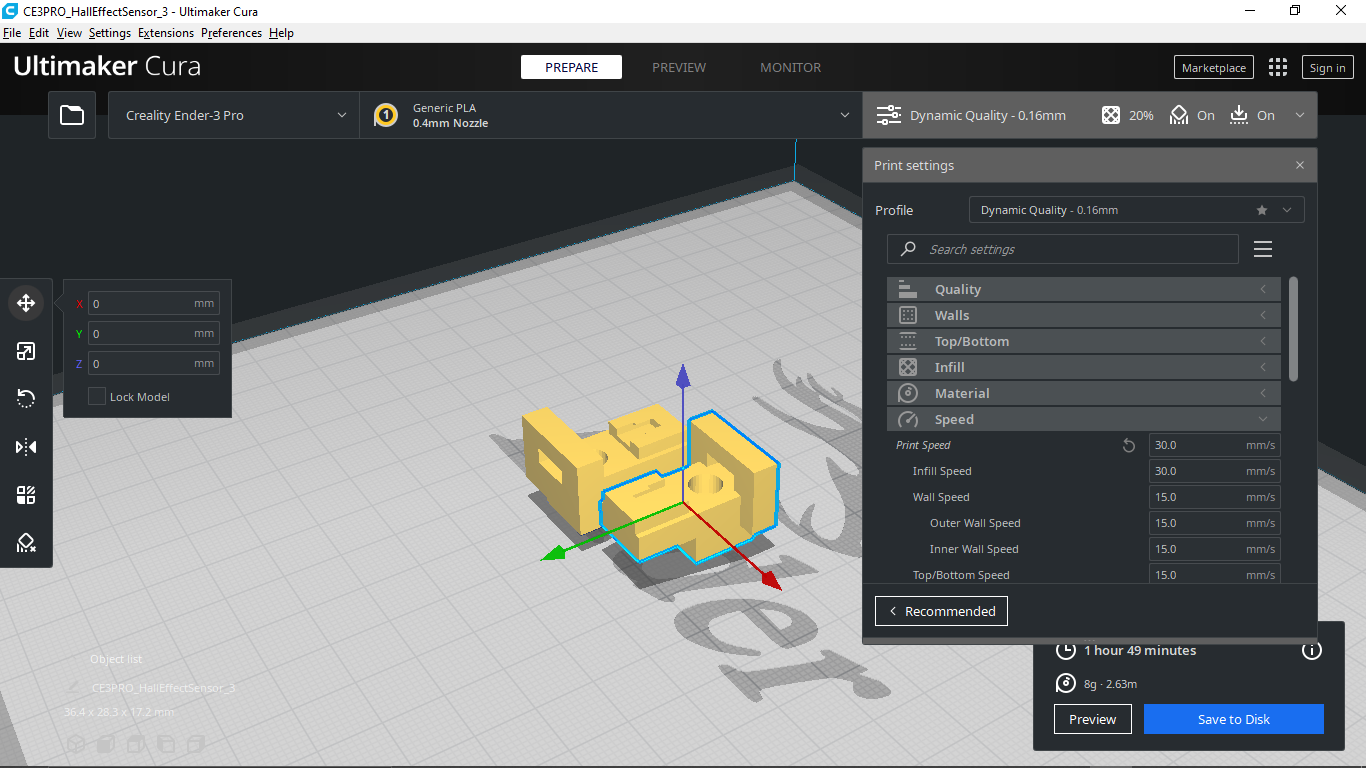 CE3PRO_HallEffectSensor_3 - Ultimaker Cura
File Edit View Settings Extensions Preferences Help
Ultimaker Cura
PREPARE PREVIEW MONITOR
Marketplace Sign in
Creality Ender-3 Pro
1
Generic PLA
0.4mm Nozzle
Dynamic Quality - 0.16mm 20% On On
Print settings
Profile Dynamic Quality - 0.16mm
Search settings
Quality
Walls
Top/Bottom
Infill
Material
Speed
Print Speed 30.0 mm/s
Infill Speed 30.0 mm/s
Wall Speed 15.0 mm/s
Outer Wall Speed 15.0 mm/s
Inner Wall Speed 15.0 mm/s
Top/Bottom Speed 15.0 mm/s
Recommended
X 0 mm
Y 0 mm
Z 0 mm
Lock Model
Object list
CE3PRO_HallEffectSensor_3
36.4 x 28.3 x 17.2 mm
1 hour 49 minutes
8g · 2.63m
Preview Save to Disk